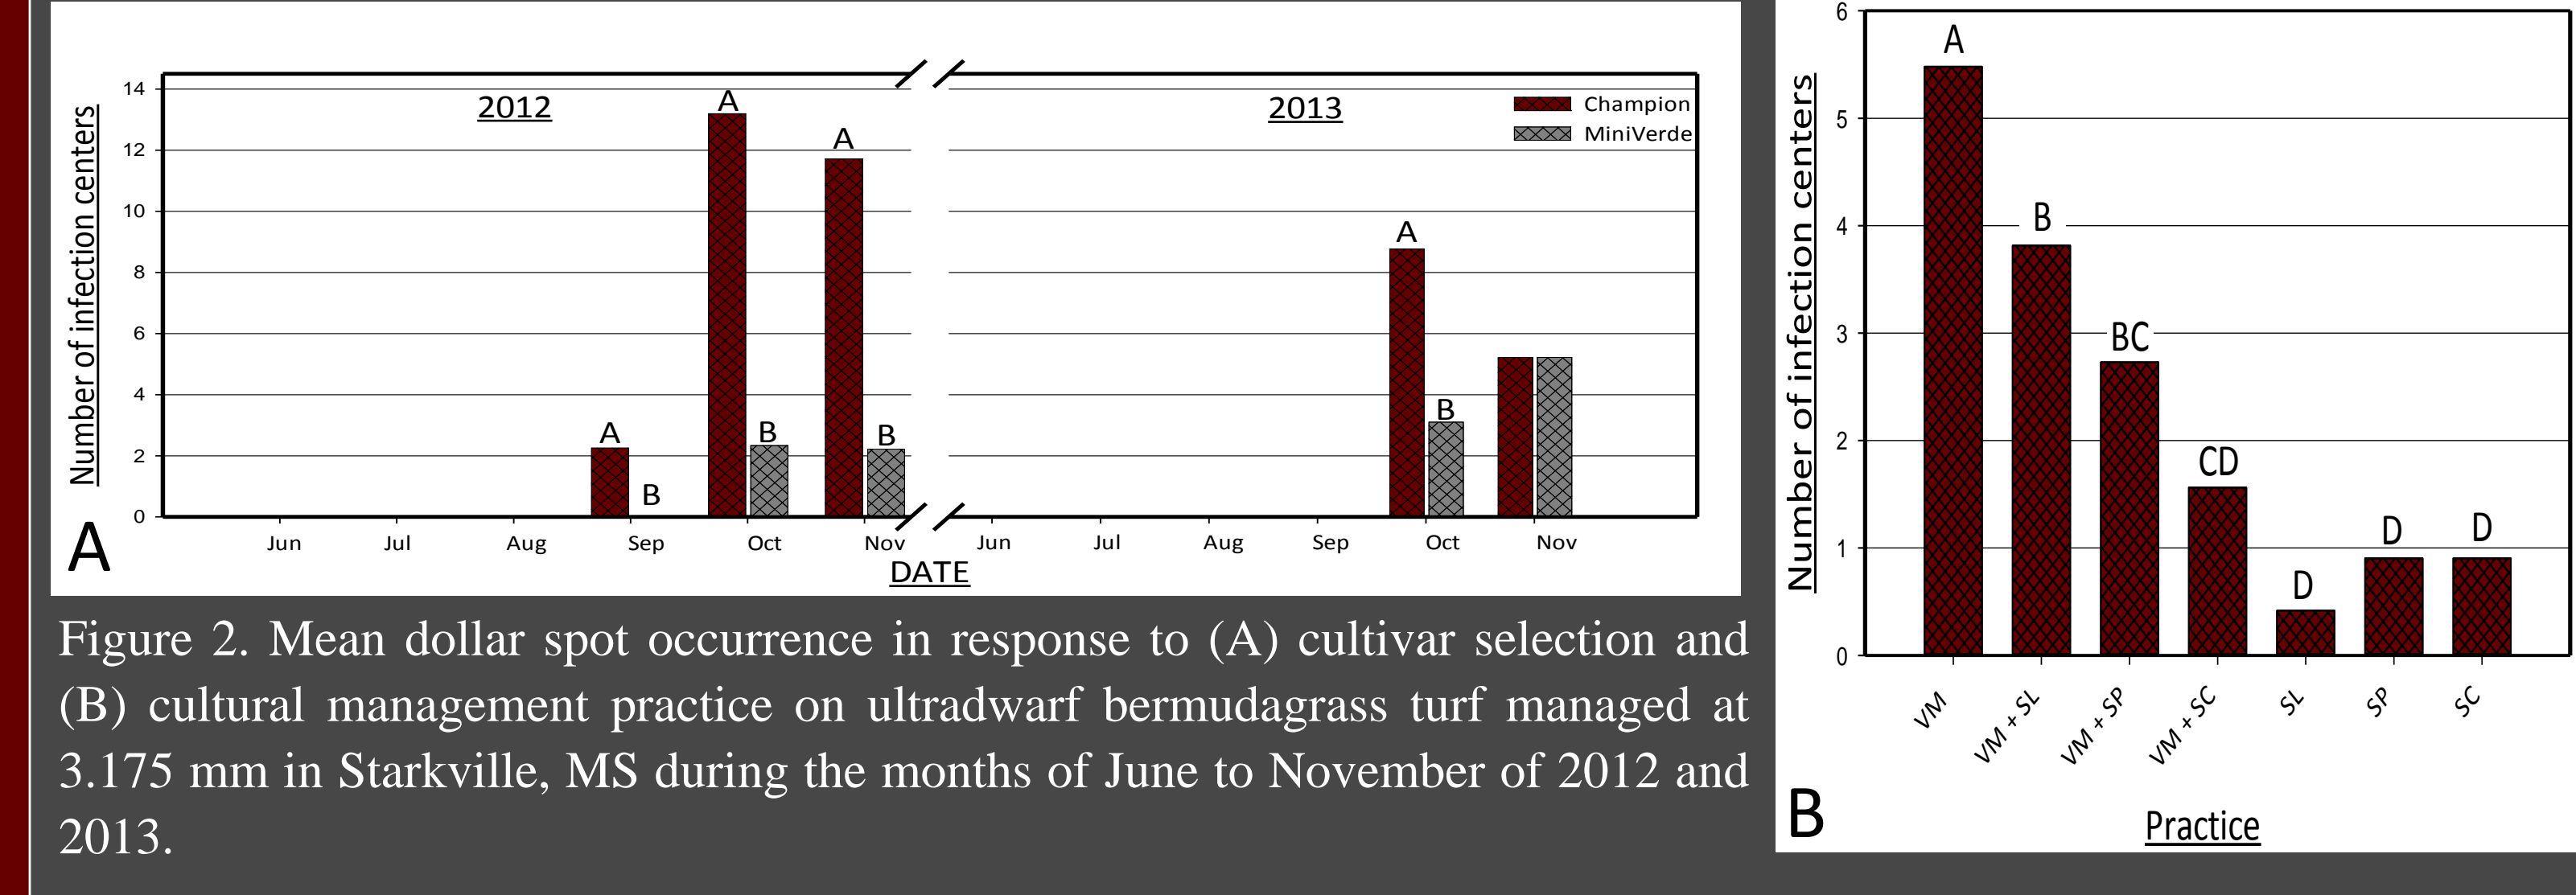 Number of infection centers
14
12
10
8
6
4
2
0
2012
2013
Champion
MiniVerde
A
A
A
B
B
B
A
B
Jun Jul Aug Sep Oct Nov Jun Jul Aug Sep Oct Nov
DATE
A
Figure 2. Mean dollar spot occurrence in response to (A) cultivar selection and
(B) cultural management practice on ultradwarf bermudagrass turf managed at
3.175 mm in Starkville, MS during the months of June to November of 2012 and
2013.
Number of infection centers
6
5
4
3
2
1
0
A
B
BC
CD
D
D
D
VM
VM + SL
VM + SP
VM + SC
SL
SP
SC
Practice
B